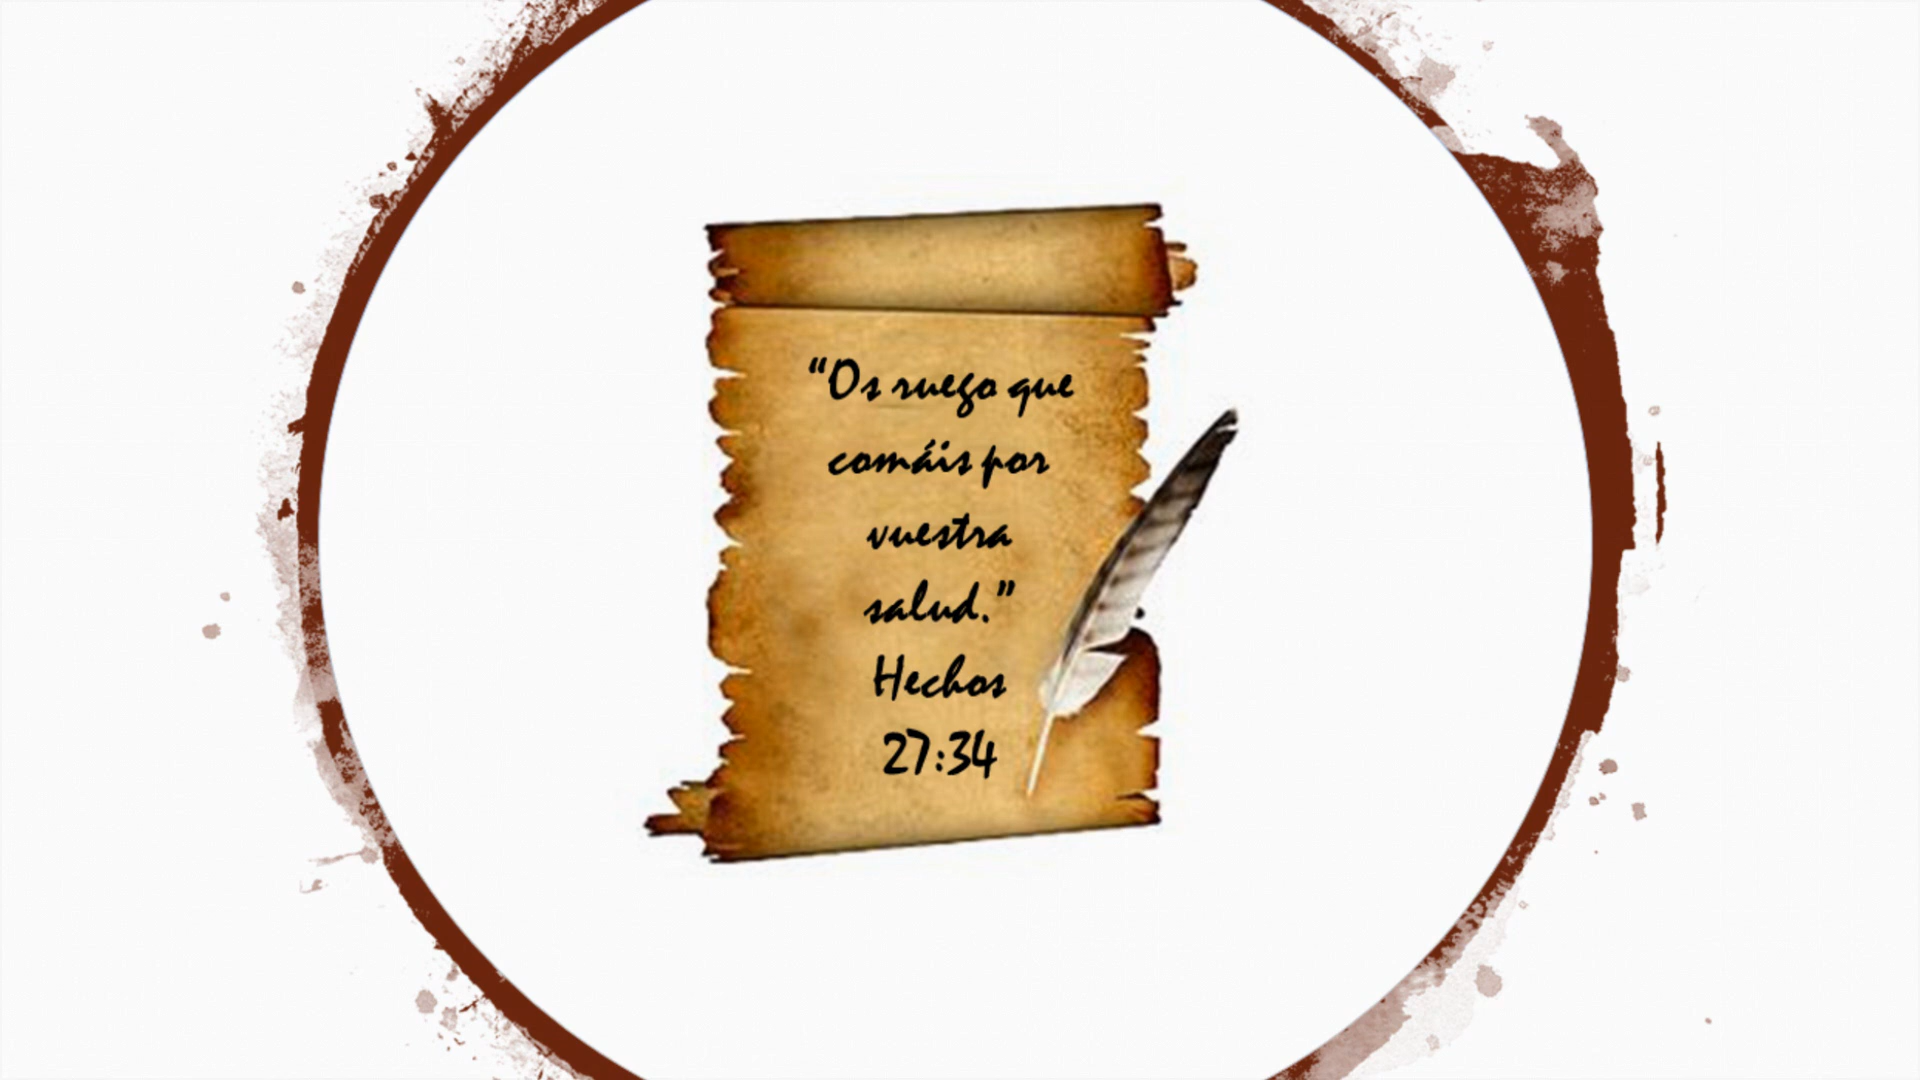 “Os ruego que
comáis por
vuestra
salud.”
Hechos
27:34